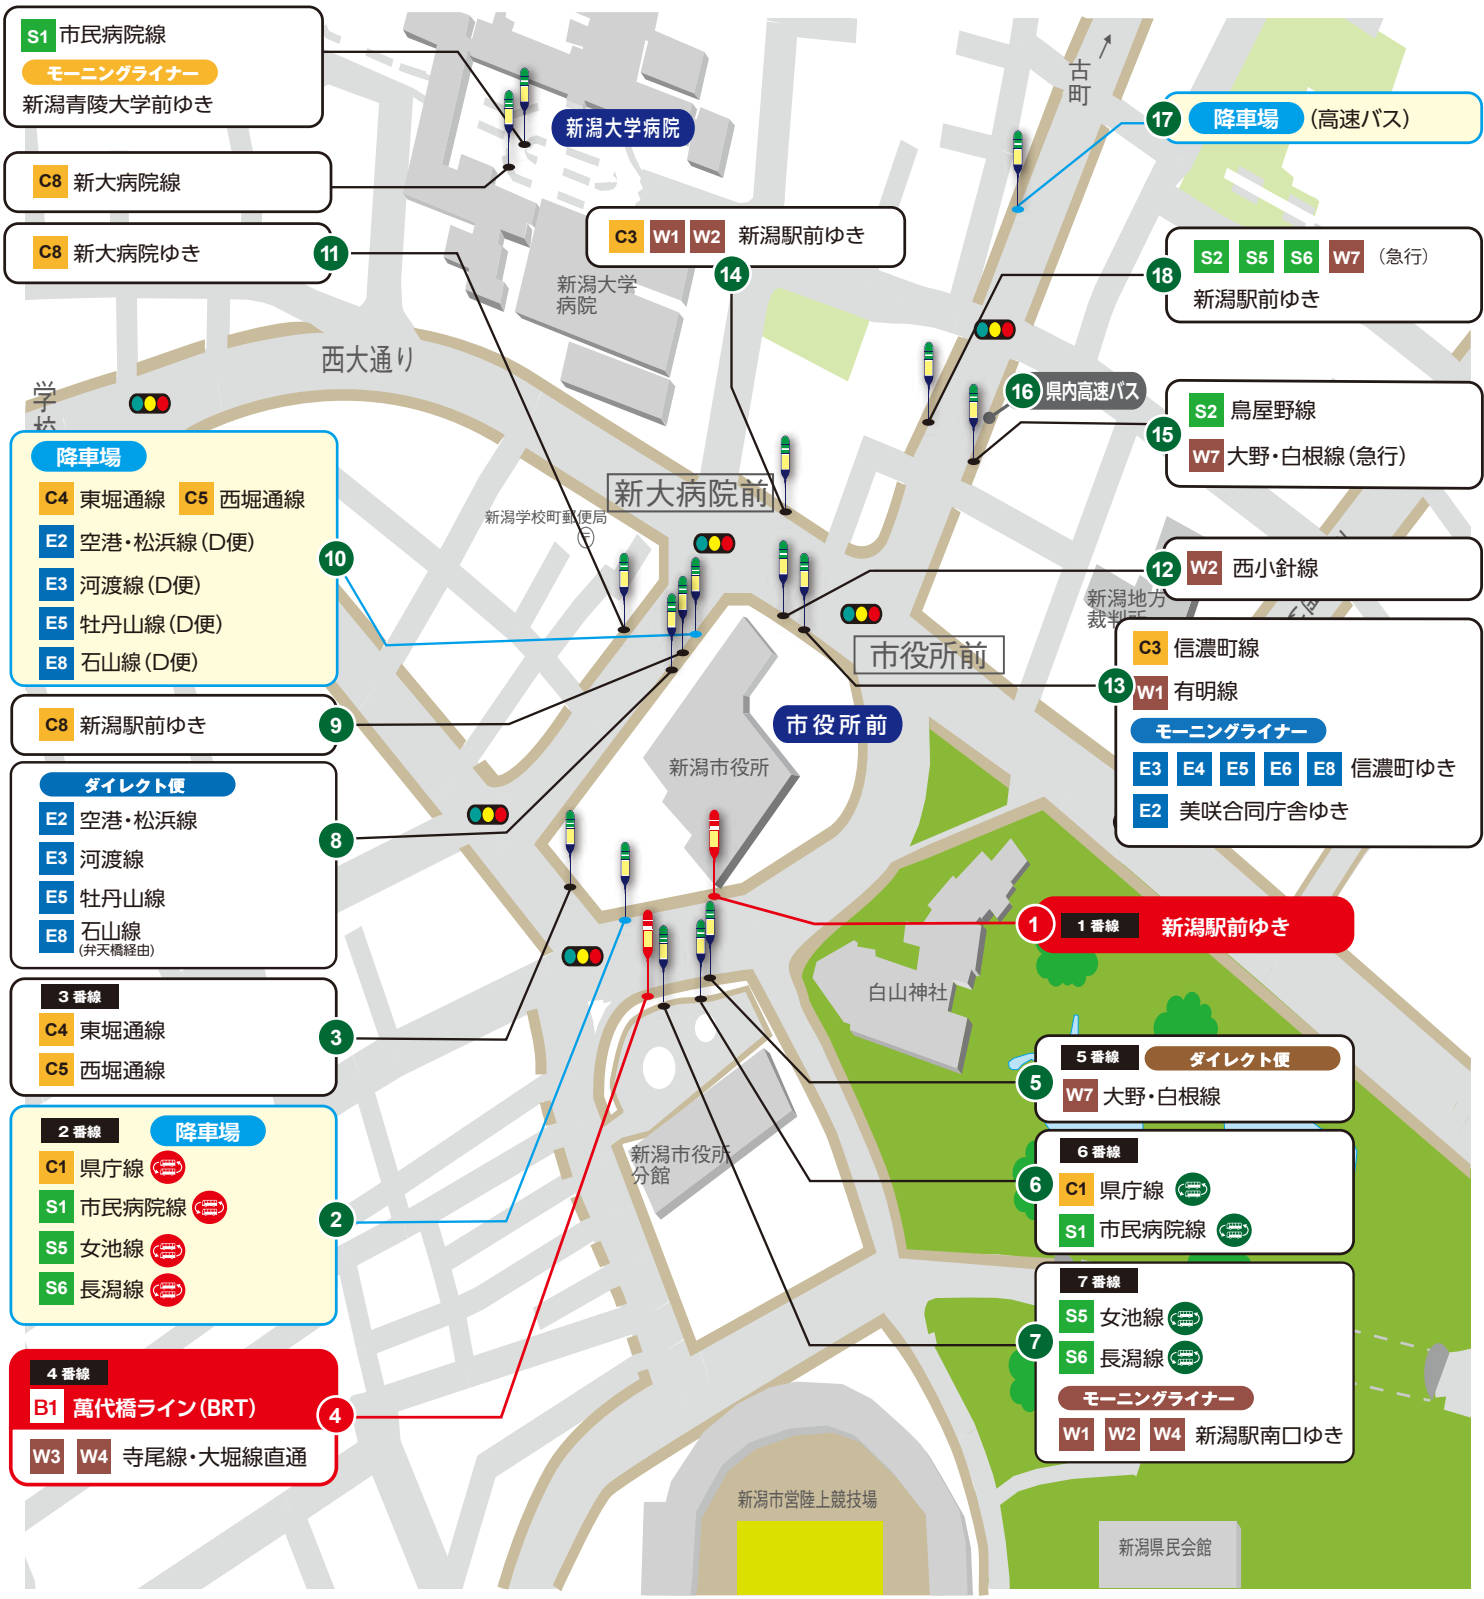 S1 市民病院線
モーニングライナー
新潟青陵大学前ゆき
C8 新大病院線
C8 新大病院ゆき
11
新潟大学病院
新潟大学
病院
C3 W1 W2 新潟駅前ゆき
14
古町
17 降車場 (高速バス)
18
S2 S5 S6 W7 (急行)
新潟駅前ゆき
16 県内高速バス
15
S2 鳥屋野線
W7 大野・白根線(急行)
西大通り
学校
降車場
C4 東堀通線 C5 西堀通線
E2 空港・松浜線(D便)
E3 河渡線(D便)
E5 牡丹山線(D便)
E8 石山線(D便)
10
新大病院前
新潟学校町郵便局
〒
12 W2 西小針線
新潟地方
裁判所
市役所前
13
C3 信濃町線
W1 有明線
モーニングライナー
E3 E4 E5 E6 E8 信濃町ゆき
E2 美咲合同庁舎ゆき
C8 新潟駅前ゆき
9
市役所前
新潟市役所
ダイレクト便
E2 空港・松浜線
E3 河渡線
E5 牡丹山線
E8 石山線
(弁天橋経由)
8
1 1番線 新潟駅前ゆき
白山神社
3番線
C4 東堀通線
C5 西堀通線
3
5番線 ダイレクト便
W7 大野・白根線
5
2番線 降車場
C1 県庁線
S1 市民病院線
S5 女池線
S6 長潟線
2
新潟市役所
分館
6番線
C1 県庁線
S1 市民病院線
6
7番線
S5 女池線
S6 長潟線
モーニングライナー
W1 W2 W4 新潟駅南口ゆき
7
4番線
B1 萬代橋ライン(BRT)
W3 W4 寺尾線・大堀線直通
4
新潟市営陸上競技場
新潟県民会館